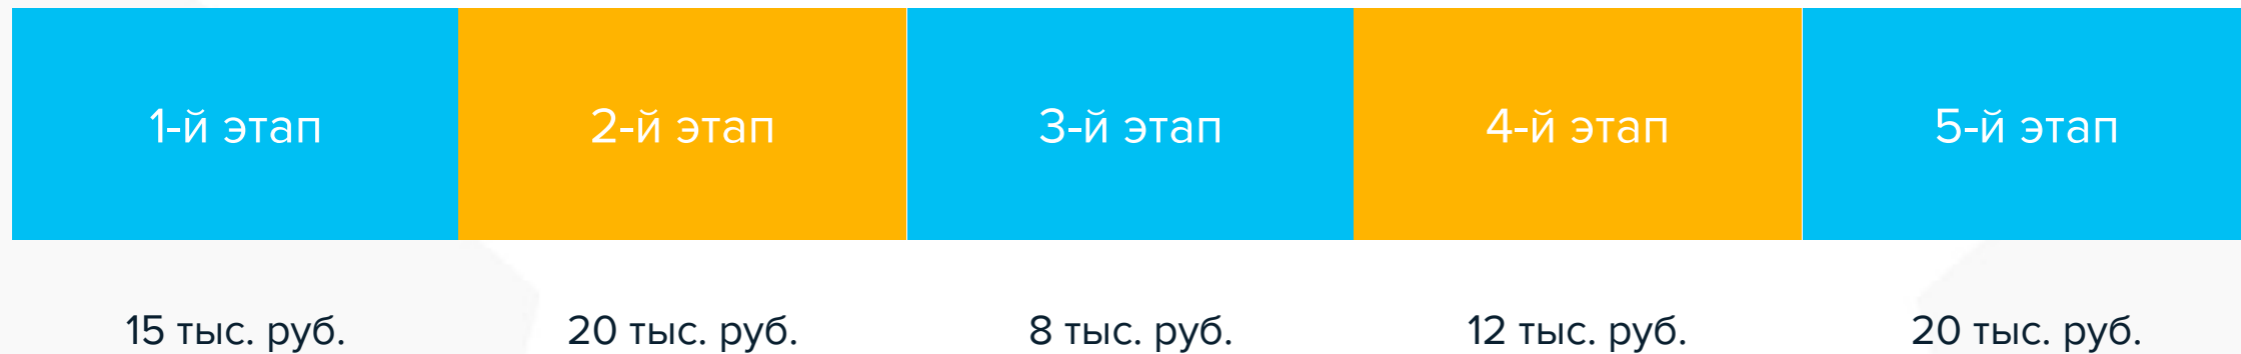 1-й этап 2-й этап 3-й этап 4-й этап 5-й этап
15 тыс. руб. 20 тыс. руб. 8 тыс. руб. 12 тыс. руб. 20 тыс. руб.